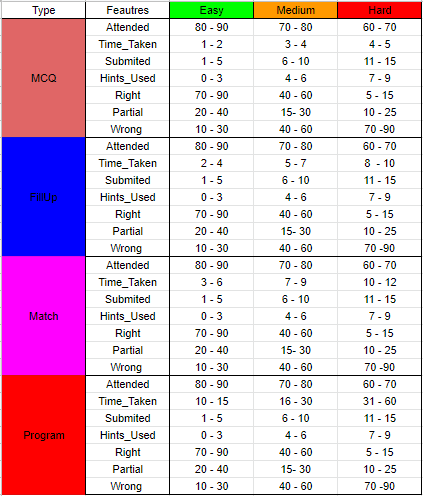 Type Feautres Easy Medium Hard
Attended 80 - 90 70 - 80 60 - 70
Time_Taken 1 - 2 3 - 4 4 - 5
Submited 1 - 5 6 - 10 11 - 15
MCQ Hints_Used 0 - 3 4 - 6 7 - 9
Right 70 - 90 40 - 60 5 - 15
Partial 20 - 40 15- 30 10 - 25
Wrong 10 - 30 40 - 60 70 -90
Attended 80 - 90 70 - 80 60 - 70
Time_Taken 2 - 4 5 - 7 8 - 10
Submited 1 - 5 6 - 10 11 - 15
FillUp Hints_Used 0 - 3 4 - 6 7 - 9
Right 70 - 90 40 - 60 5 - 15
Partial 20 - 40 15- 30 10 - 25
Wrong 10 - 30 40 - 60 70 -90
Attended 80 - 90 70 - 80 60 - 70
Time_Taken 3 - 6 7 - 9 10 - 12
Submited 1 - 5 6 - 10 11 - 15
Match Hints_Used 0 - 3 4 - 6 7 - 9
Right 70 - 90 40 - 60 5 - 15
Partial 20 - 40 15- 30 10 - 25
Wrong 10 - 30 40 - 60 70 -90
Attended 80 - 90 70 - 80 60 - 70
Time_Taken 10 - 15 16 - 30 31 - 60
Submited 1 - 5 6 - 10 11 - 15
Program Hints_Used 0 - 3 4 - 6 7 - 9
Right 70 - 90 40 - 60 5 - 15
Partial 20 - 40 15- 30 10 - 25
Wrong 10 - 30 40 - 60 70 -90